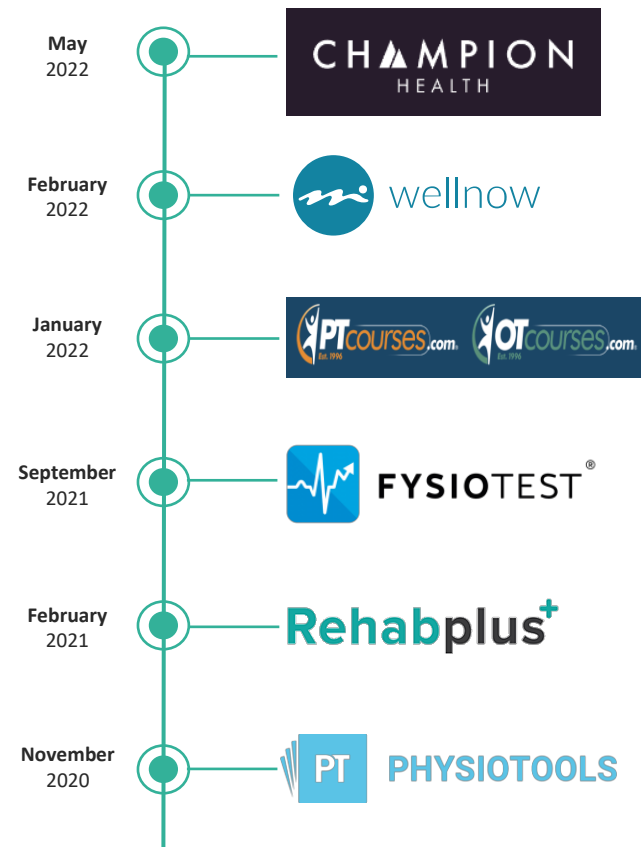 May
2022
CHAMPION
HEALTH
February
2022
wellnow
January
2022
PTcourses.com®
Est. 1996
OTcourses.com®
Est. 1996
September
2021
FYSIOTEST®
February
2021
Rehabplus+
November
2020
PT
PHYSIOTOOLS